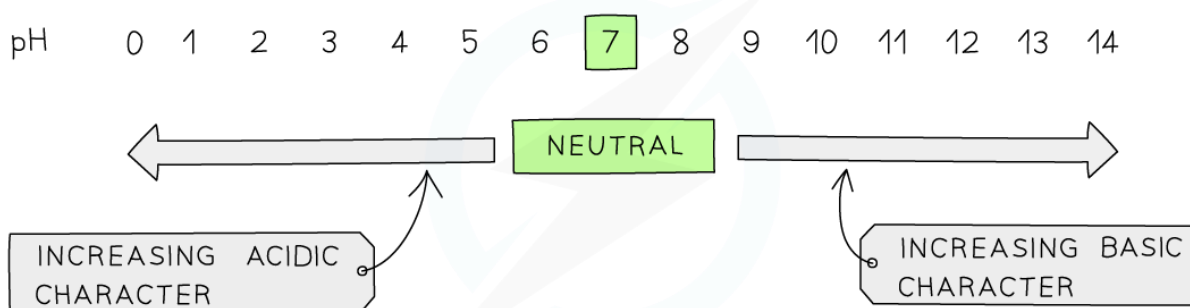 pH 0 1 2 3 4 5 6 7 8 9 10 11 12 13 14
NEUTRAL
INCREASING ACIDIC
CHARACTER
INCREASING BASIC
CHARACTER